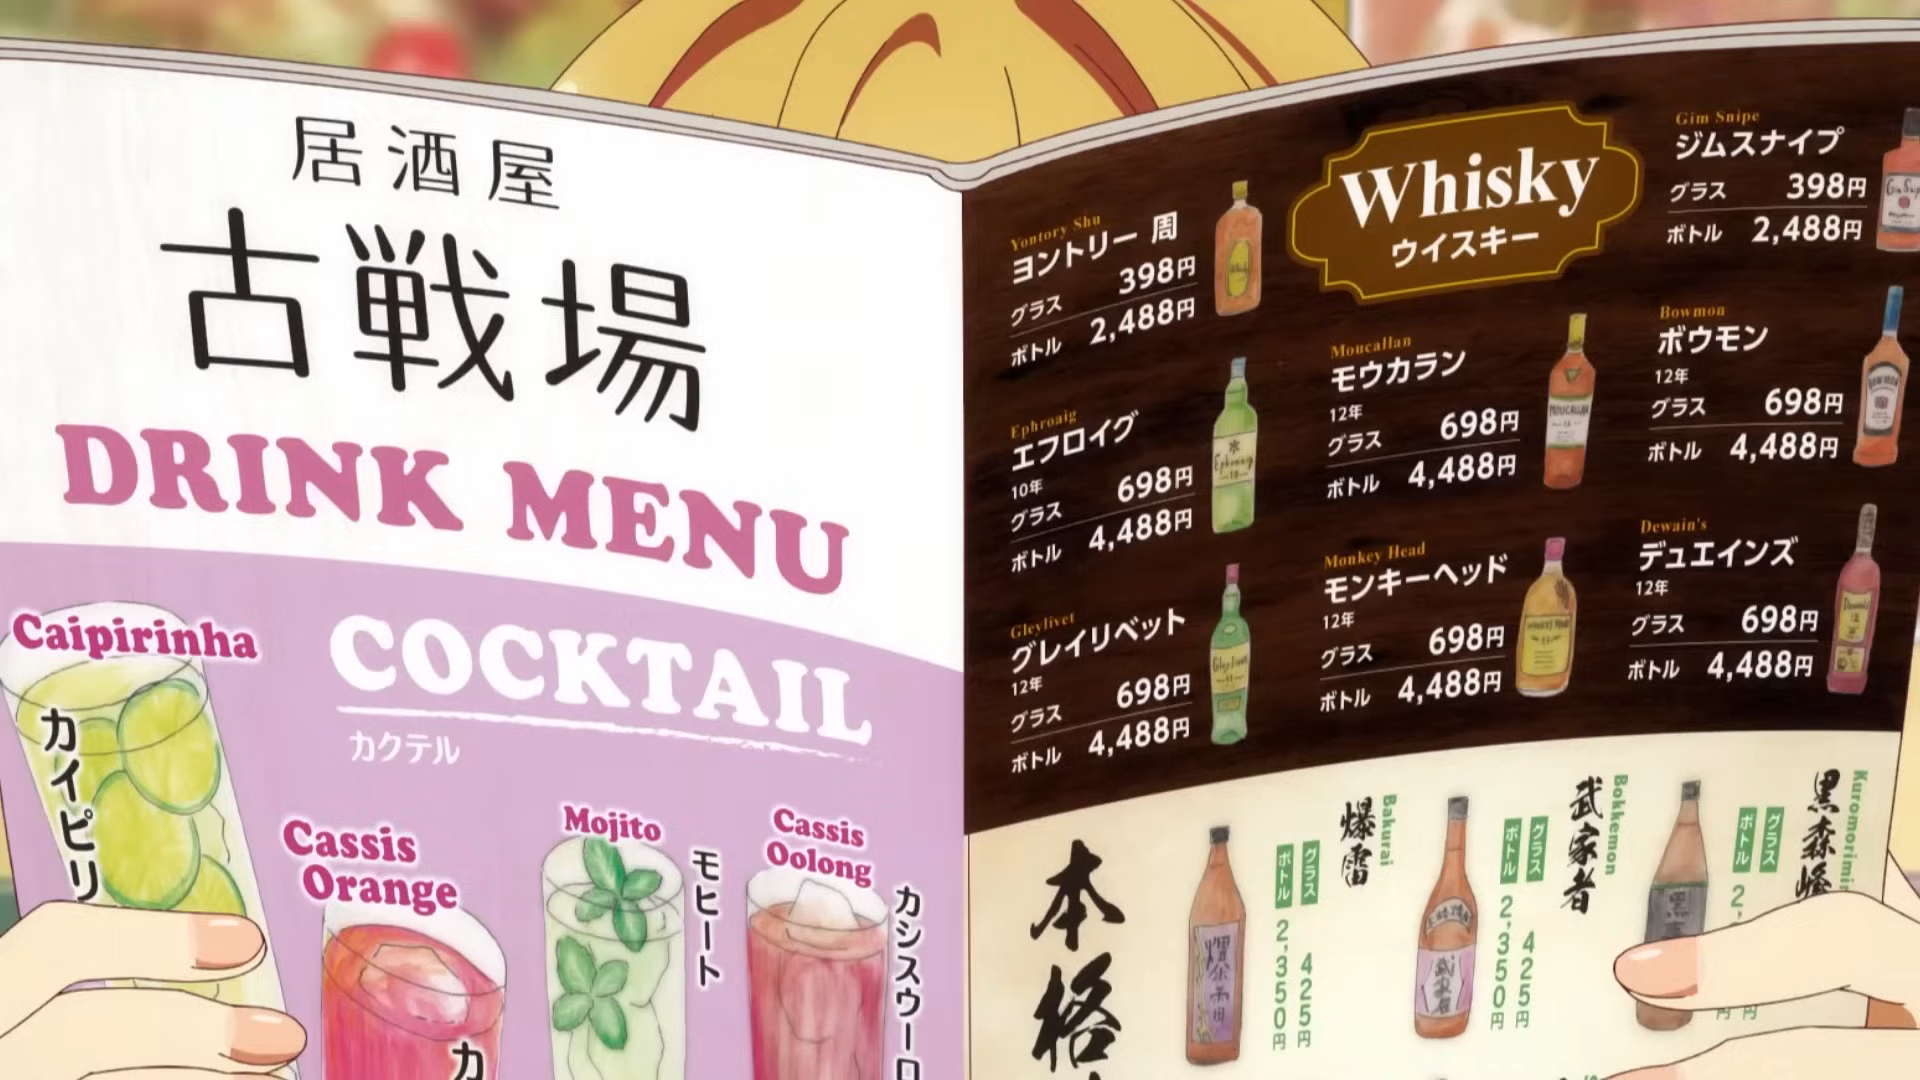 居酒屋
古戦場
DRINK MENU
COCKTAIL
カクテル
Caipirinha
カイピリ
Cassis
Orange
カ
Mojito
モヒート
Cassis
Oolong
カシスウーロ
Whisky
ウイスキー
Yontory Shu
ヨントリー 周
グラス 398円
ボトル 2,488円
Ephroaig
エフロイグ
10年
グラス 698円
ボトル 4,488円
Gleylivet
グレイリベット
12年
グラス 698円
ボトル 4,488円
Moucallan
モウカラン
12年
グラス 698円
ボトル 4,488円
Monkey Head
モンキーヘッド
12年
グラス 698円
ボトル 4,488円
Gim Snipe
ジムスナイプ
グラス 398円
ボトル 2,488円
Bowmon
ボウモン
12年
グラス 698円
ボトル 4,488円
Dewain's
デュエインズ
12年
グラス 698円
ボトル 4,488円
本格
Bakurai
爆雷
グラス 425円
ボトル 2,350円
Bokkemon
武家者
グラス 425円
ボトル 2,350円
Kuromorimin
黒森峰
グラス
ボトル 2,